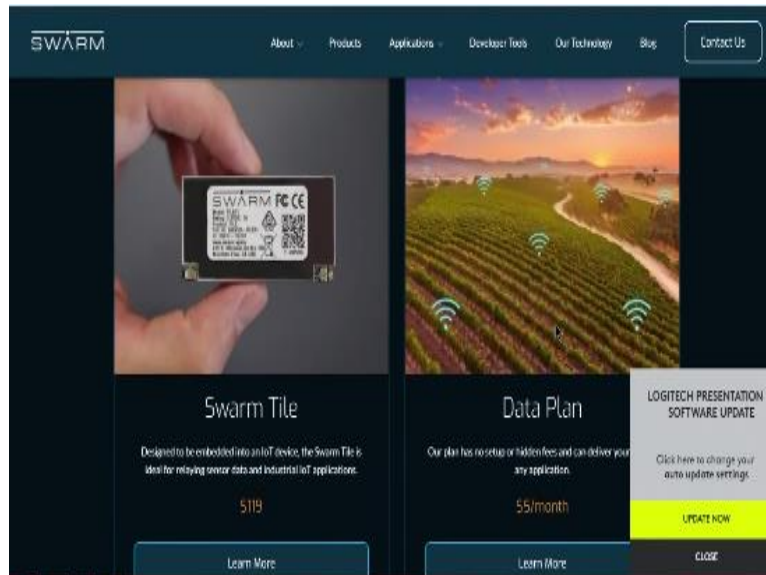 SWARM
About
Products
Applications
Developer Tools
Our Technology
Blog
Contact Us
SWARM FC CE
Swarm Tile
Designed to be embedded into an IoT device, the Swarm Tile is
ideal for relaying sensor data and industrial IoT applications.
$119
Learn More
Data Plan
Our plan has no setup or hidden fees and can deliver your
any application.
$5/month
Learn More
LOGITECH PRESENTATION
SOFTWARE UPDATE
Click here to change your
auto update settings
UPDATE NOW
CLOSE